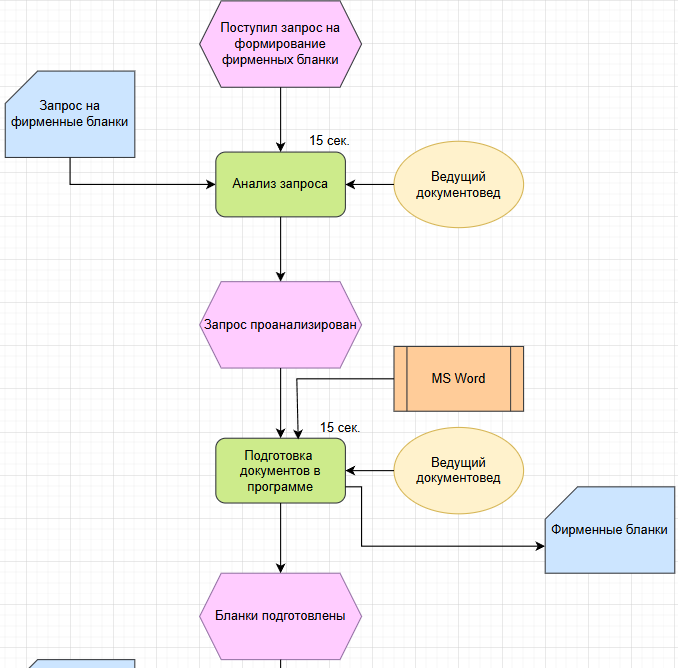 Поступил запрос на
формирование
фирменных бланки
Запрос на
фирменные бланки
15 сек.
Анализ запроса
Ведущий
документовед
Запрос проанализирован
MS Word
15 сек.
Подготовка
документов в
программе
Ведущий
документовед
Фирменные бланки
Бланки подготовлены